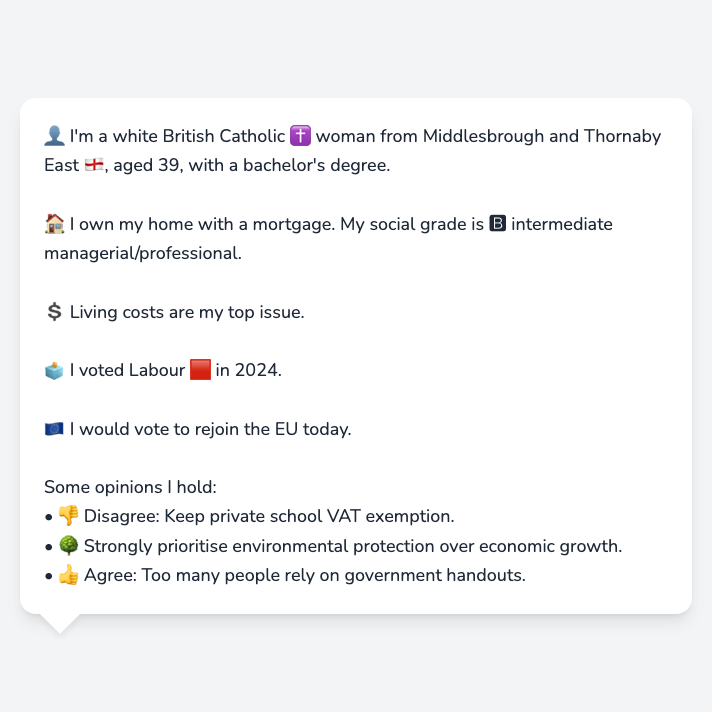 👤 I'm a white British Catholic ✝️ woman from Middlesbrough and Thornaby
East 🏴󠁧󠁢󠁥󠁮󠁧󠁿, aged 39, with a bachelor's degree.
🏠 I own my home with a mortgage. My social grade is 🅱 intermediate
managerial/professional.
💲 Living costs are my top issue.
🗳️ I voted Labour 🟥 in 2024.
🇪🇺 I would vote to rejoin the EU today.
Some opinions I hold:
• 👎 Disagree: Keep private school VAT exemption.
• 🌳 Strongly prioritise environmental protection over economic growth.
• 👍 Agree: Too many people rely on government handouts.